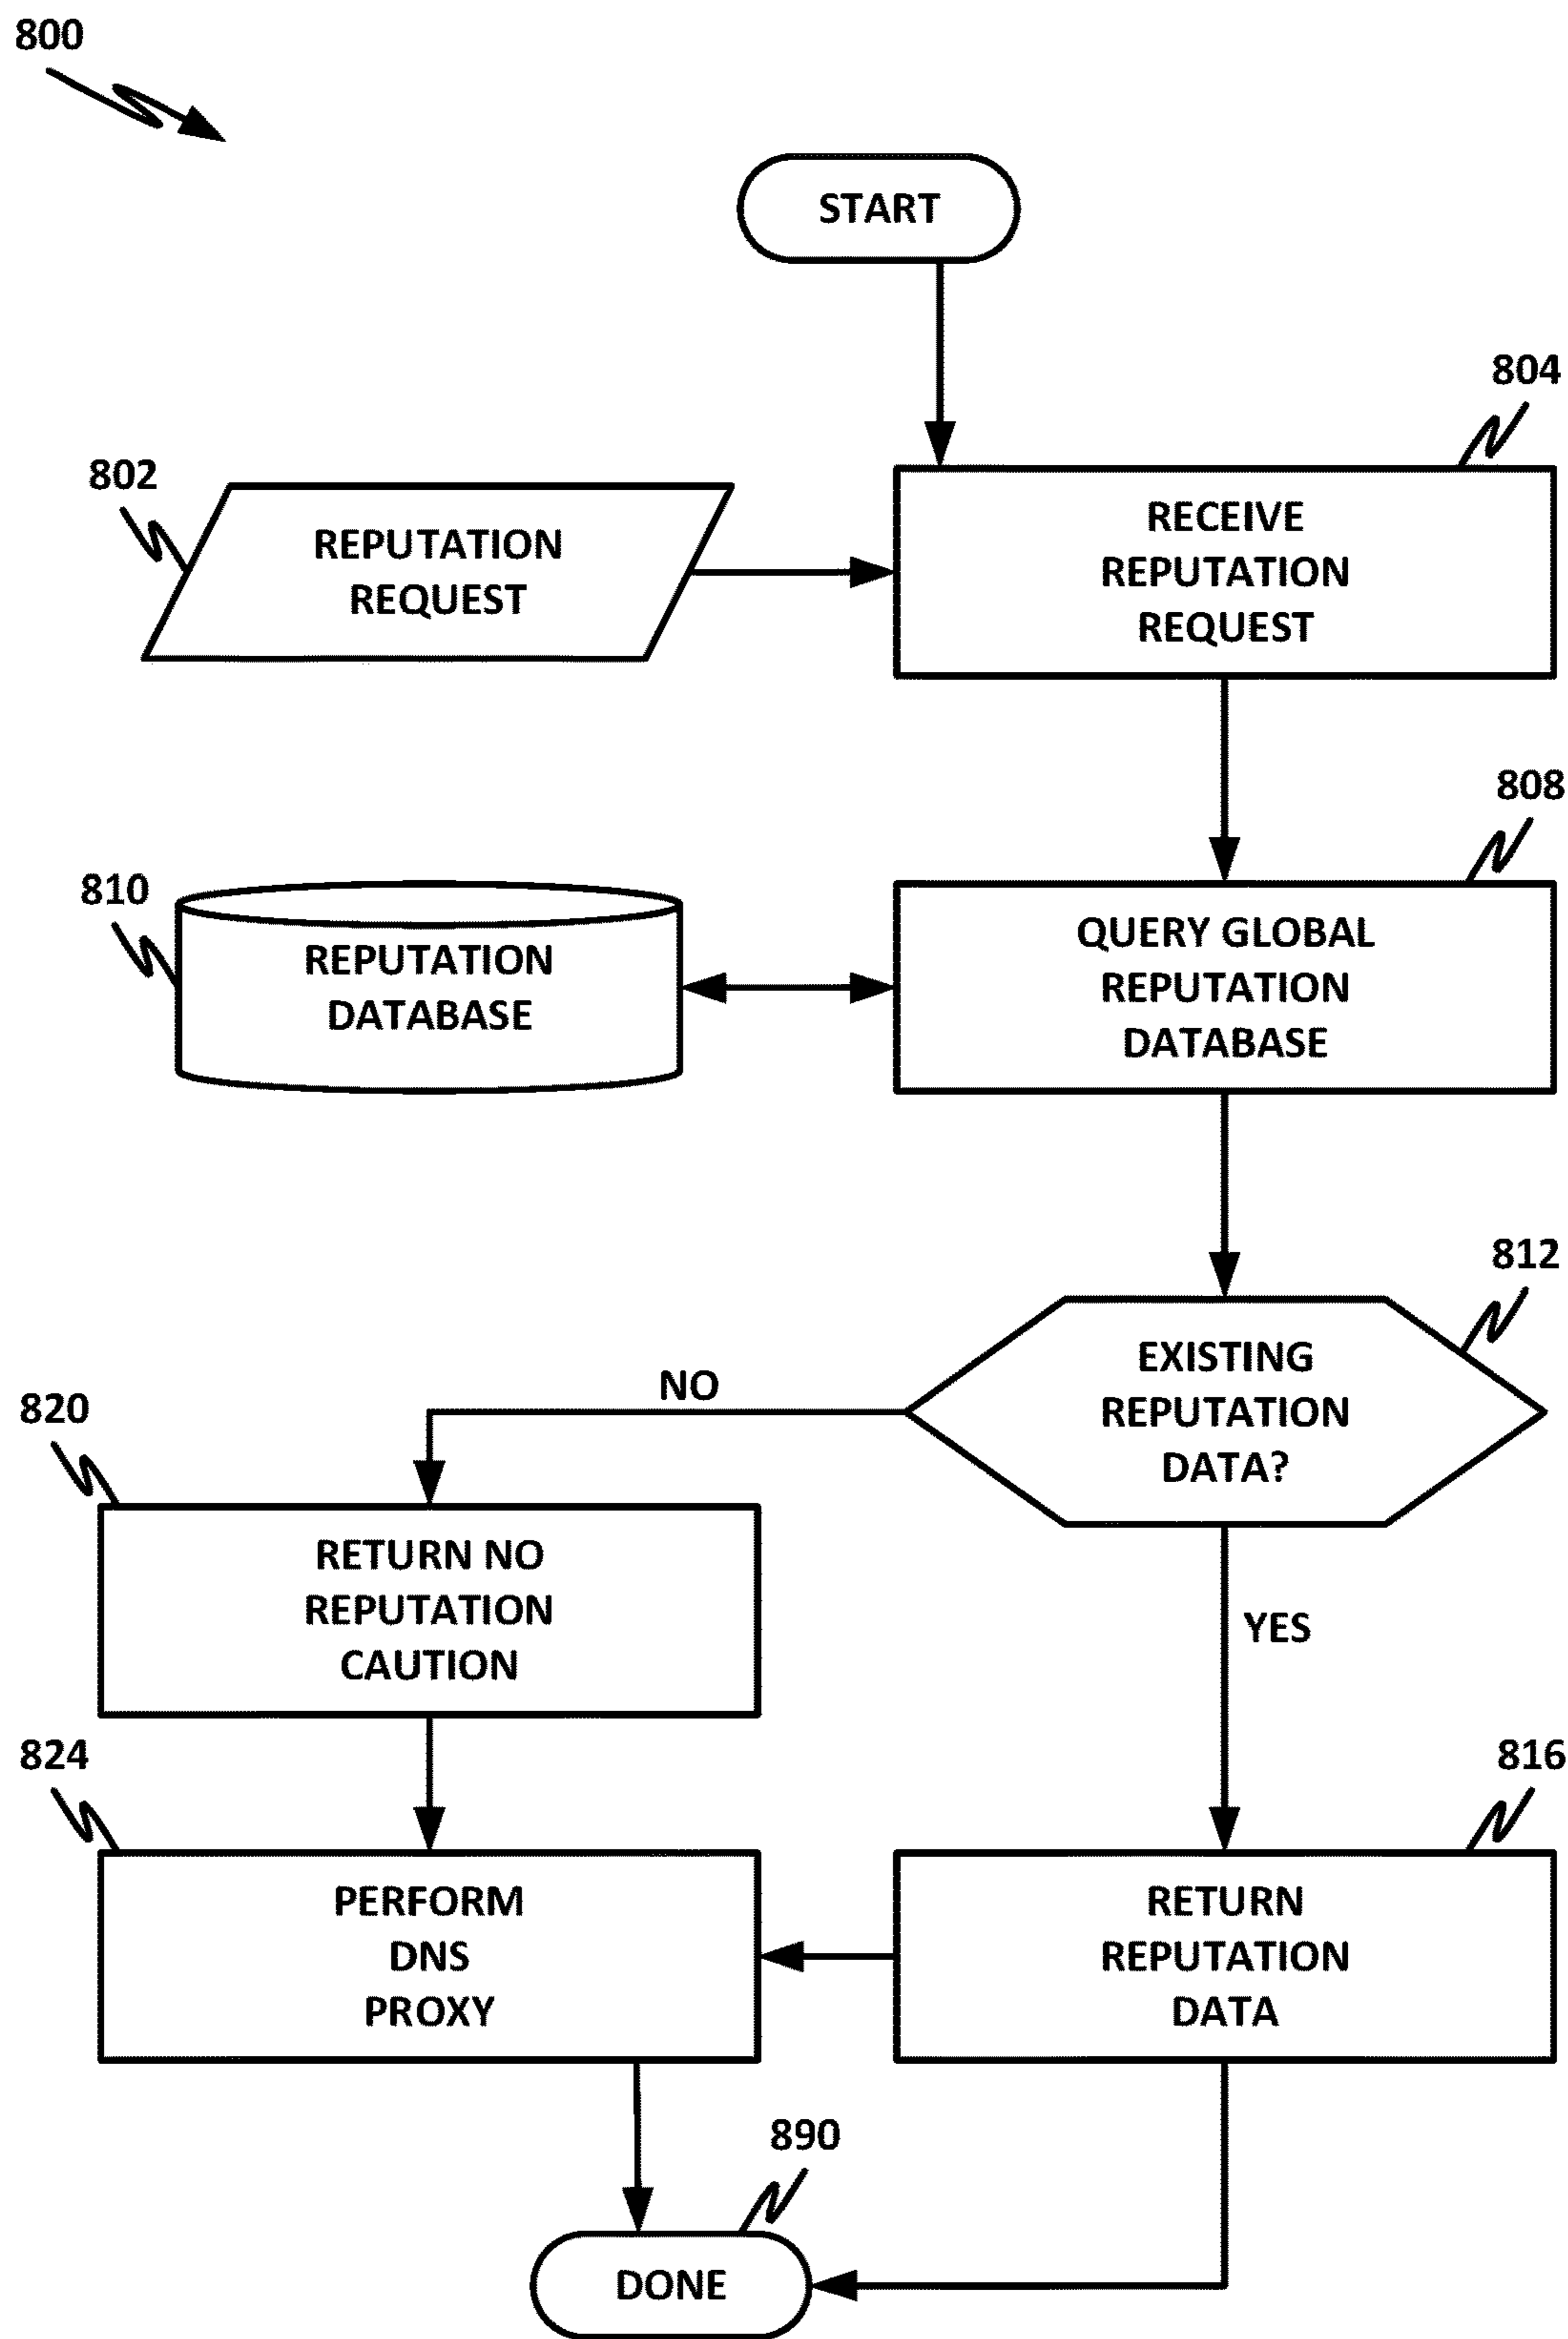 800
START
804
802
REPUTATION
REQUEST
RECEIVE
REPUTATION
REQUEST
808
810
REPUTATION
DATABASE
QUERY GLOBAL
REPUTATION
DATABASE
812
EXISTING
REPUTATION
DATA?
NO
820
RETURN NO
REPUTATION
CAUTION
YES
824
816
PERFORM
DNS
PROXY
RETURN
REPUTATION
DATA
890
DONE